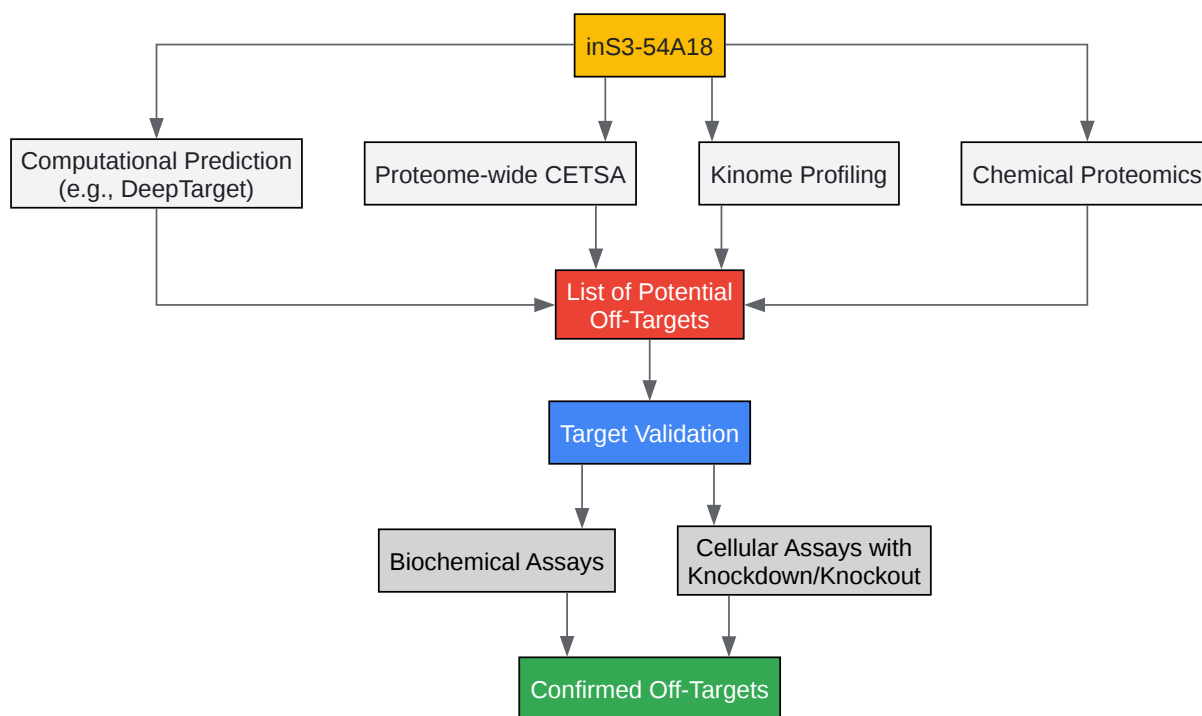 inS3-54A18
Computational Prediction
(e.g., DeepTarget)
Proteome-wide CETSA
Kinome Profiling
Chemical Proteomics
List of Potential
Off-Targets
Target Validation
Biochemical Assays
Cellular Assays with
Knockdown/Knockout
Confirmed Off-Targets